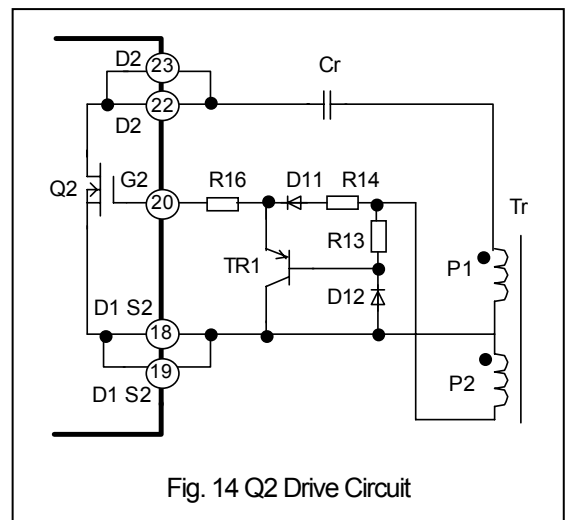 D2
23
Cr
22
D2
Q2
G2
20
R16
D11
R14
Tr
R13
TR1
P1
D12
D1 S2
18
19
D1 S2
P2
Fig. 14 Q2 Drive Circuit